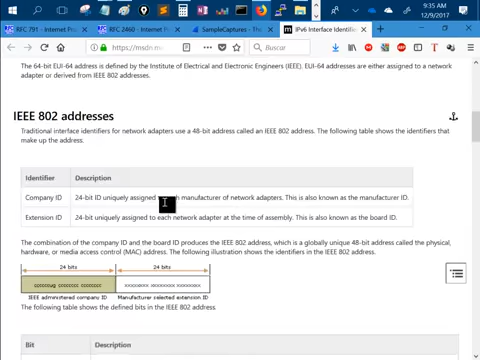 9:35 AM
12/9/2017
RFC 791 - Internet Pro
RFC 2460 - Internet P
SampleCaptures - The
IPv6 Interface Identifier
https://msdn.m
Buscar
The 64-bit EUI-64 address is defined by the Institute of Electrical and Electronic Engineers (IEEE). EUI-64 addresses are either assigned to a network
adapter or derived from IEEE 802 addresses.
IEEE 802 addresses
Traditional interface identifiers for network adapters use a 48-bit address called an IEEE 802 address. The following table shows the identifiers that
make up the address.
Identifier Description
Company ID 24-bit ID uniquely assigned manufacturer of network adapters. This is also known as the manufacturer ID.
Extension ID 24-bit uniquely assigned to each network adapter at the time of assembly. This is also known as the board ID.
The combination of the company ID and the board ID produces the IEEE 802 address, which is a globally unique 48-bit address called the physical,
hardware, or media access control (MAC) address. The following illustration shows the identifiers in the IEEE 802 address.
24 bits 24 bits
ccccccug cccccccc cccccccc xxxxxxxx xxxxxxxx xxxxxxxx
IEEE administered company ID Manufacturer selected extension ID
The following table shows the defined bits in the IEEE 802 address.
Bit Description